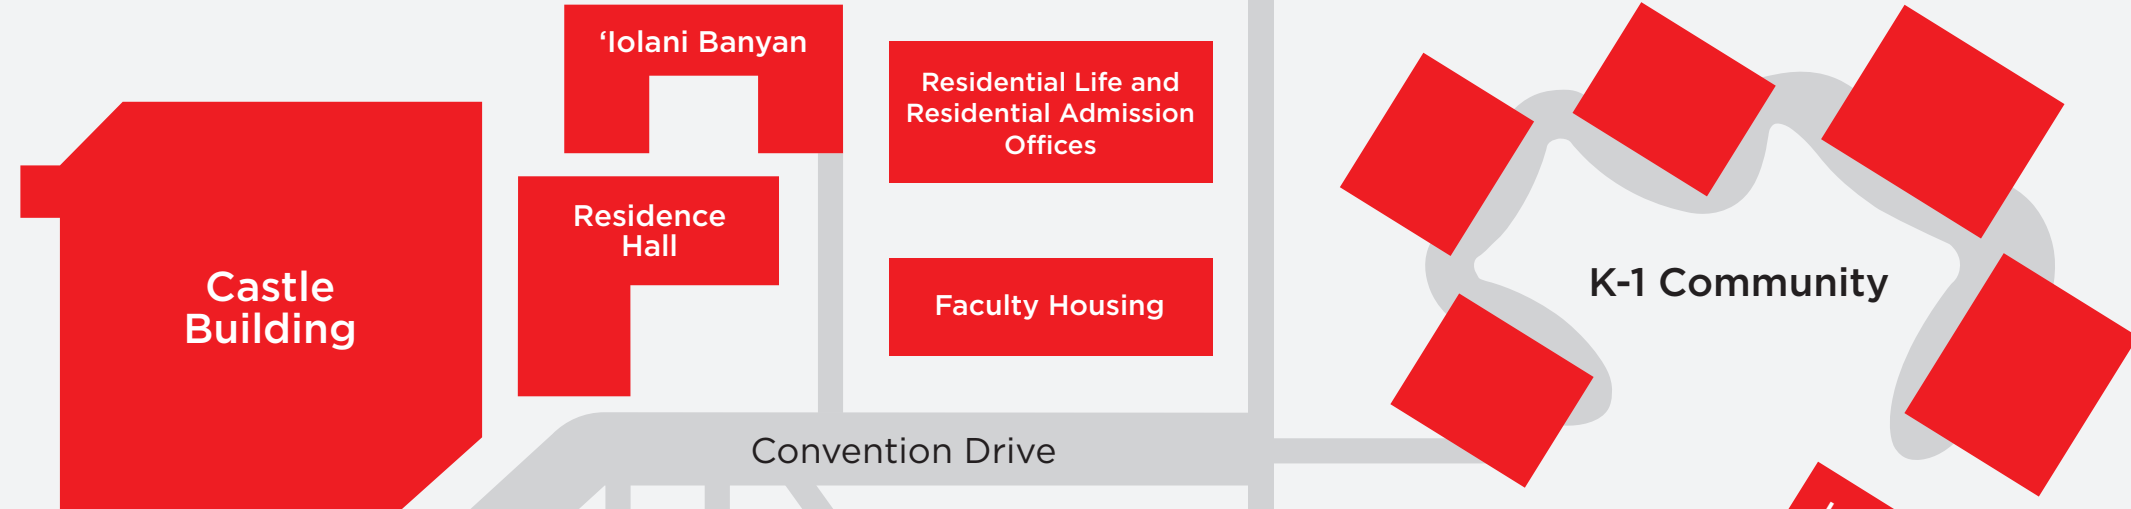 ‘Iolani Banyan
Residential Life and
Residential Admission
Offices
Residence
Hall
Castle
Building
Faculty Housing
K-1 Community
Convention Drive